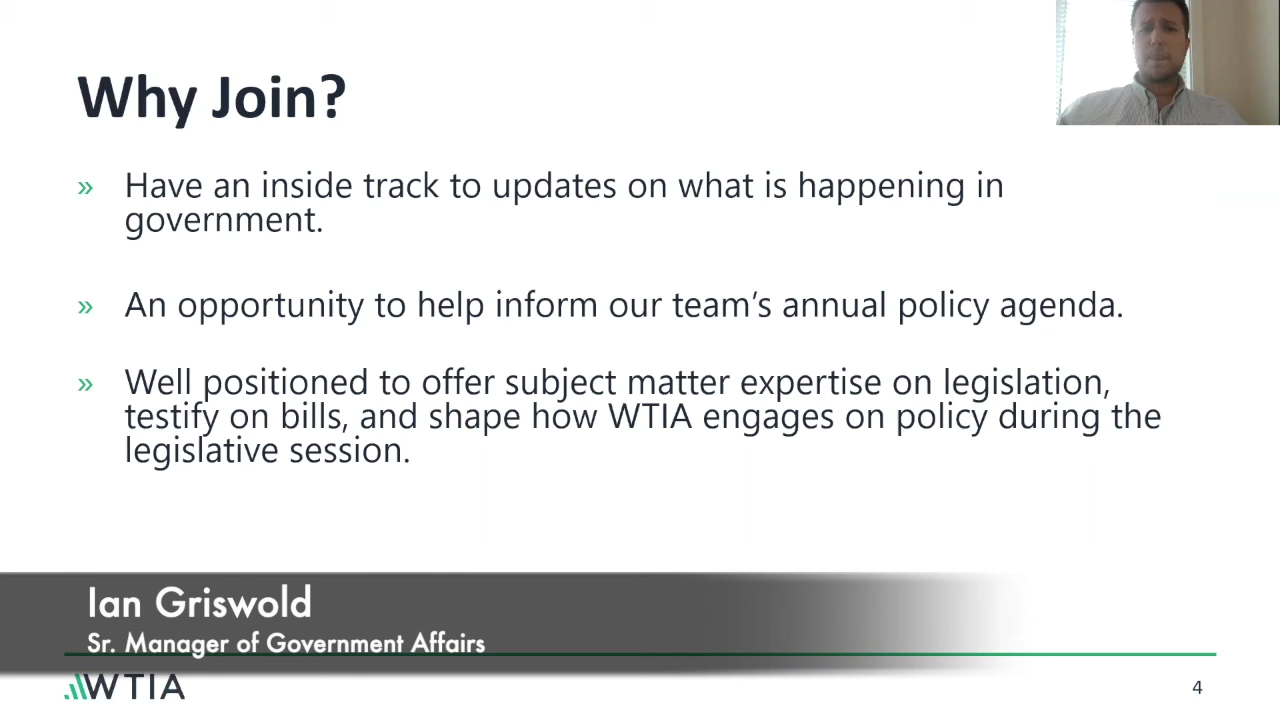 Why Join?
» Have an inside track to updates on what is happening in
government.
» An opportunity to help inform our team’s annual policy agenda.
» Well positioned to offer subject matter expertise on legislation,
testify on bills, and shape how WTIA engages on policy during the
legislative session.
Ian Griswold
Sr. Manager of Government Affairs
WTIA
4